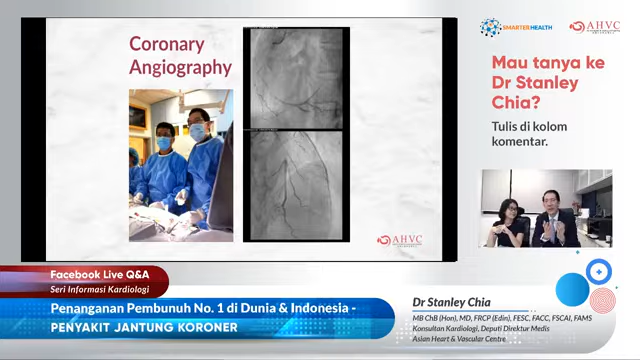 Coronary
Angiography
AHVC
SMARTERHEALTH
AHVC
Mau tanya ke
Dr Stanley
Chia?
Tulis di kolom
komentar.
Facebook Live Q&A
Seri Informasi Kardiologi
Penanganan Pembunuh No. 1 di Dunia & Indonesia -
PENYAKIT JANTUNG KORONER
Dr Stanley Chia
MB ChB (Hon), MD, FRCP (Edin), FESC, FACC, FSCAI, FAMS
Konsultan Kardiologi, Deputi Direktur Medis
Asian Heart & Vascular Centre